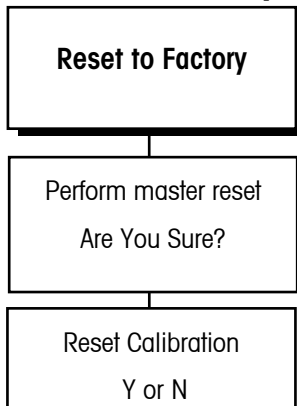 Reset to Factory
Perform master reset
Are You Sure?
Reset Calibration
Y or N